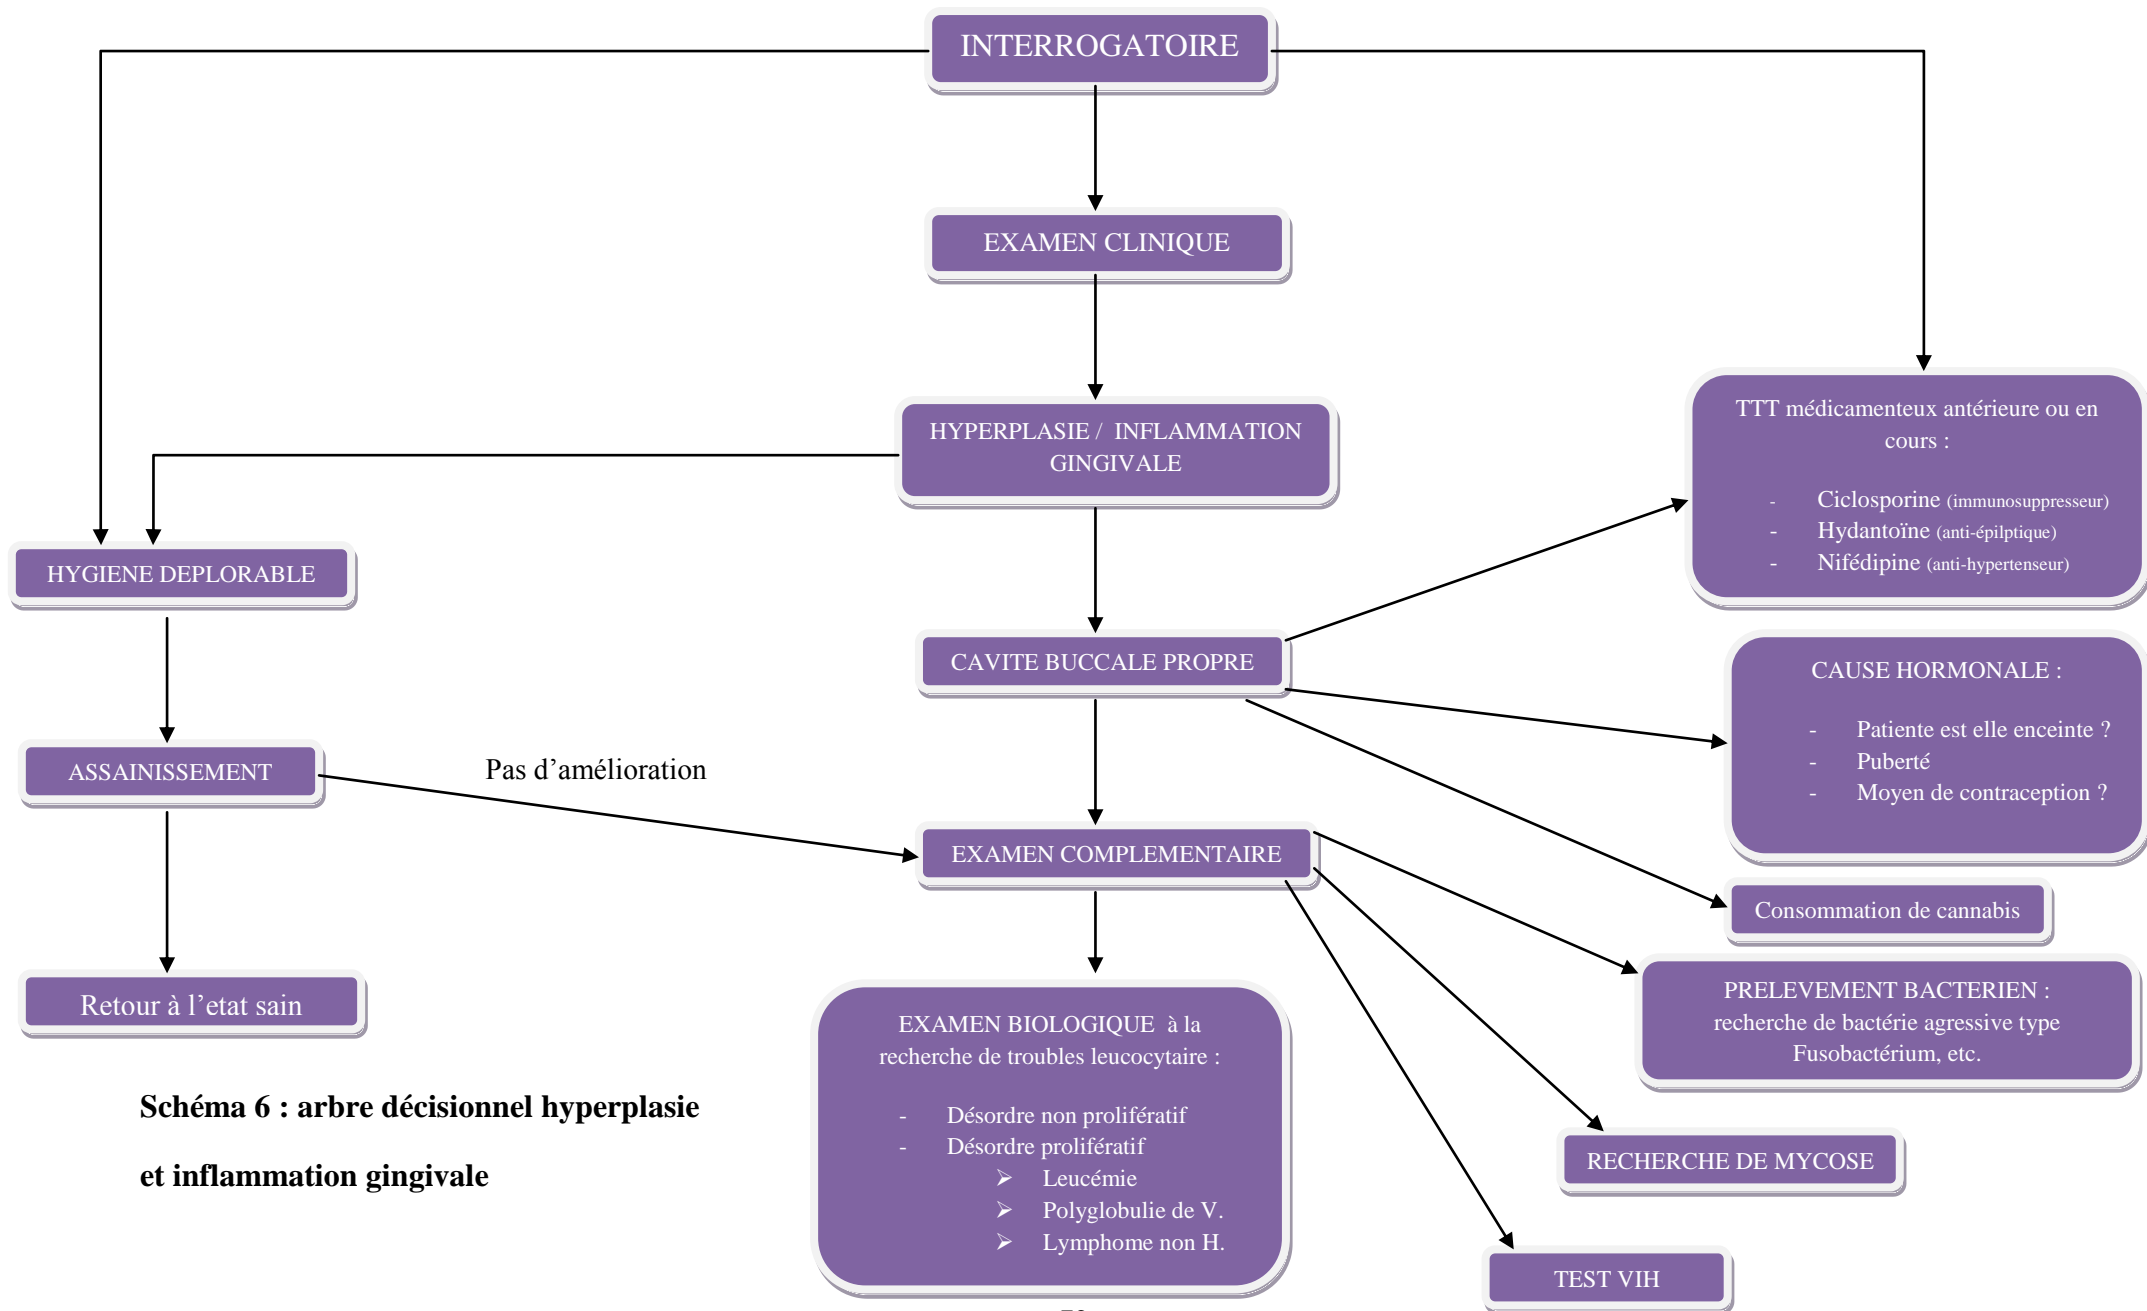 INTERROGATOIRE
EXAMEN CLINIQUE
HYPERPLASIE / INFLAMMATION
GINGIVALE
TTT médicamenteux antérieure ou en
cours :
- Ciclosporine (immunosuppresseur)
- Hydantoïne (anti-épilptique)
- Nifédipine (anti-hypertenseur)
HYGIENE DEPLORABLE
CAVITE BUCCALE PROPRE
CAUSE HORMONALE :
- Patiente est elle enceinte ?
- Puberté
- Moyen de contraception ?
ASSAINISSEMENT
Pas d’amélioration
EXAMEN COMPLEMENTAIRE
Consommation de cannabis
Retour à l’etat sain
PRELEVEMENT BACTERIEN :
recherche de bactérie agressive type
Fusobactérium, etc.
EXAMEN BIOLOGIQUE à la
recherche de troubles leucocytaire :
- Désordre non prolifératif
- Désordre prolifératif
➢ Leucémie
➢ Polyglobulie de V.
➢ Lymphome non H.
Schéma 6 : arbre décisionnel hyperplasie
et inflammation gingivale
RECHERCHE DE MYCOSE
TEST VIH